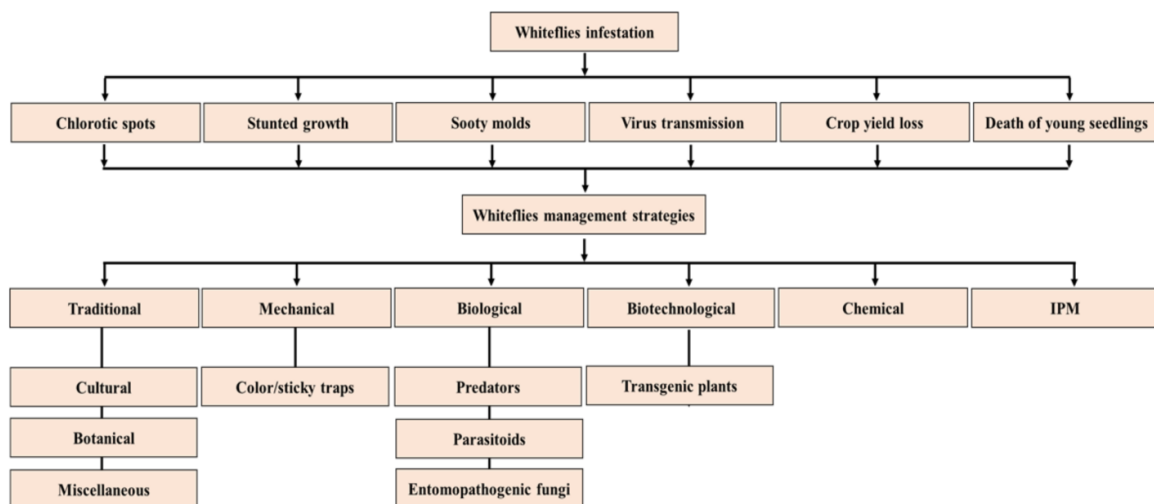 Whiteflies infestation
Chlorotic spots
Stunted growth
Sooty molds
Virus transmission
Crop yield loss
Death of young seedlings
Whiteflies management strategies
Traditional
Mechanical
Biological
Biotechnological
Chemical
IPM
Cultural
Color/sticky traps
Predators
Transgenic plants
Botanical
Parasitoids
Miscellaneous
Entomopathogenic fungi